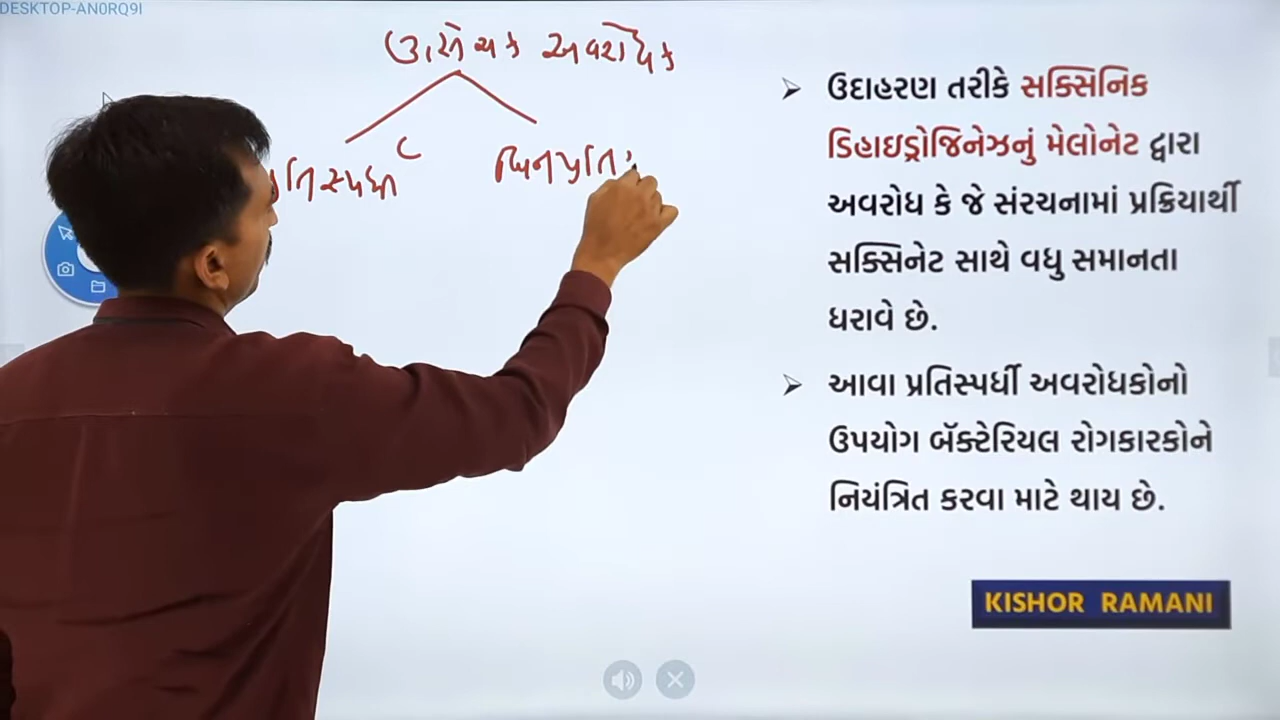 DESKTOP-AN0RQ9I
ઉત્સેચક અવરોધક
તિસ્પર્ધી
બિનપ્રતિ
ઉદાહરણ તરીકે સક્સિનિક
ડિહાઇડ્રોજિનેઝનું મેલોનેટ દ્વારા
અવરોધ કે જે સંરચનામાં પ્રક્રિયાર્થી
સક્સિનેટ સાથે વધુ સમાનતા
ધરાવે છે.
આવા પ્રતિસ્પર્ધી અવરોધકોનો
ઉપયોગ બૅક્ટેરિયલ રોગકારકોને
નિયંત્રિત કરવા માટે થાય છે.
KISHOR RAMANI